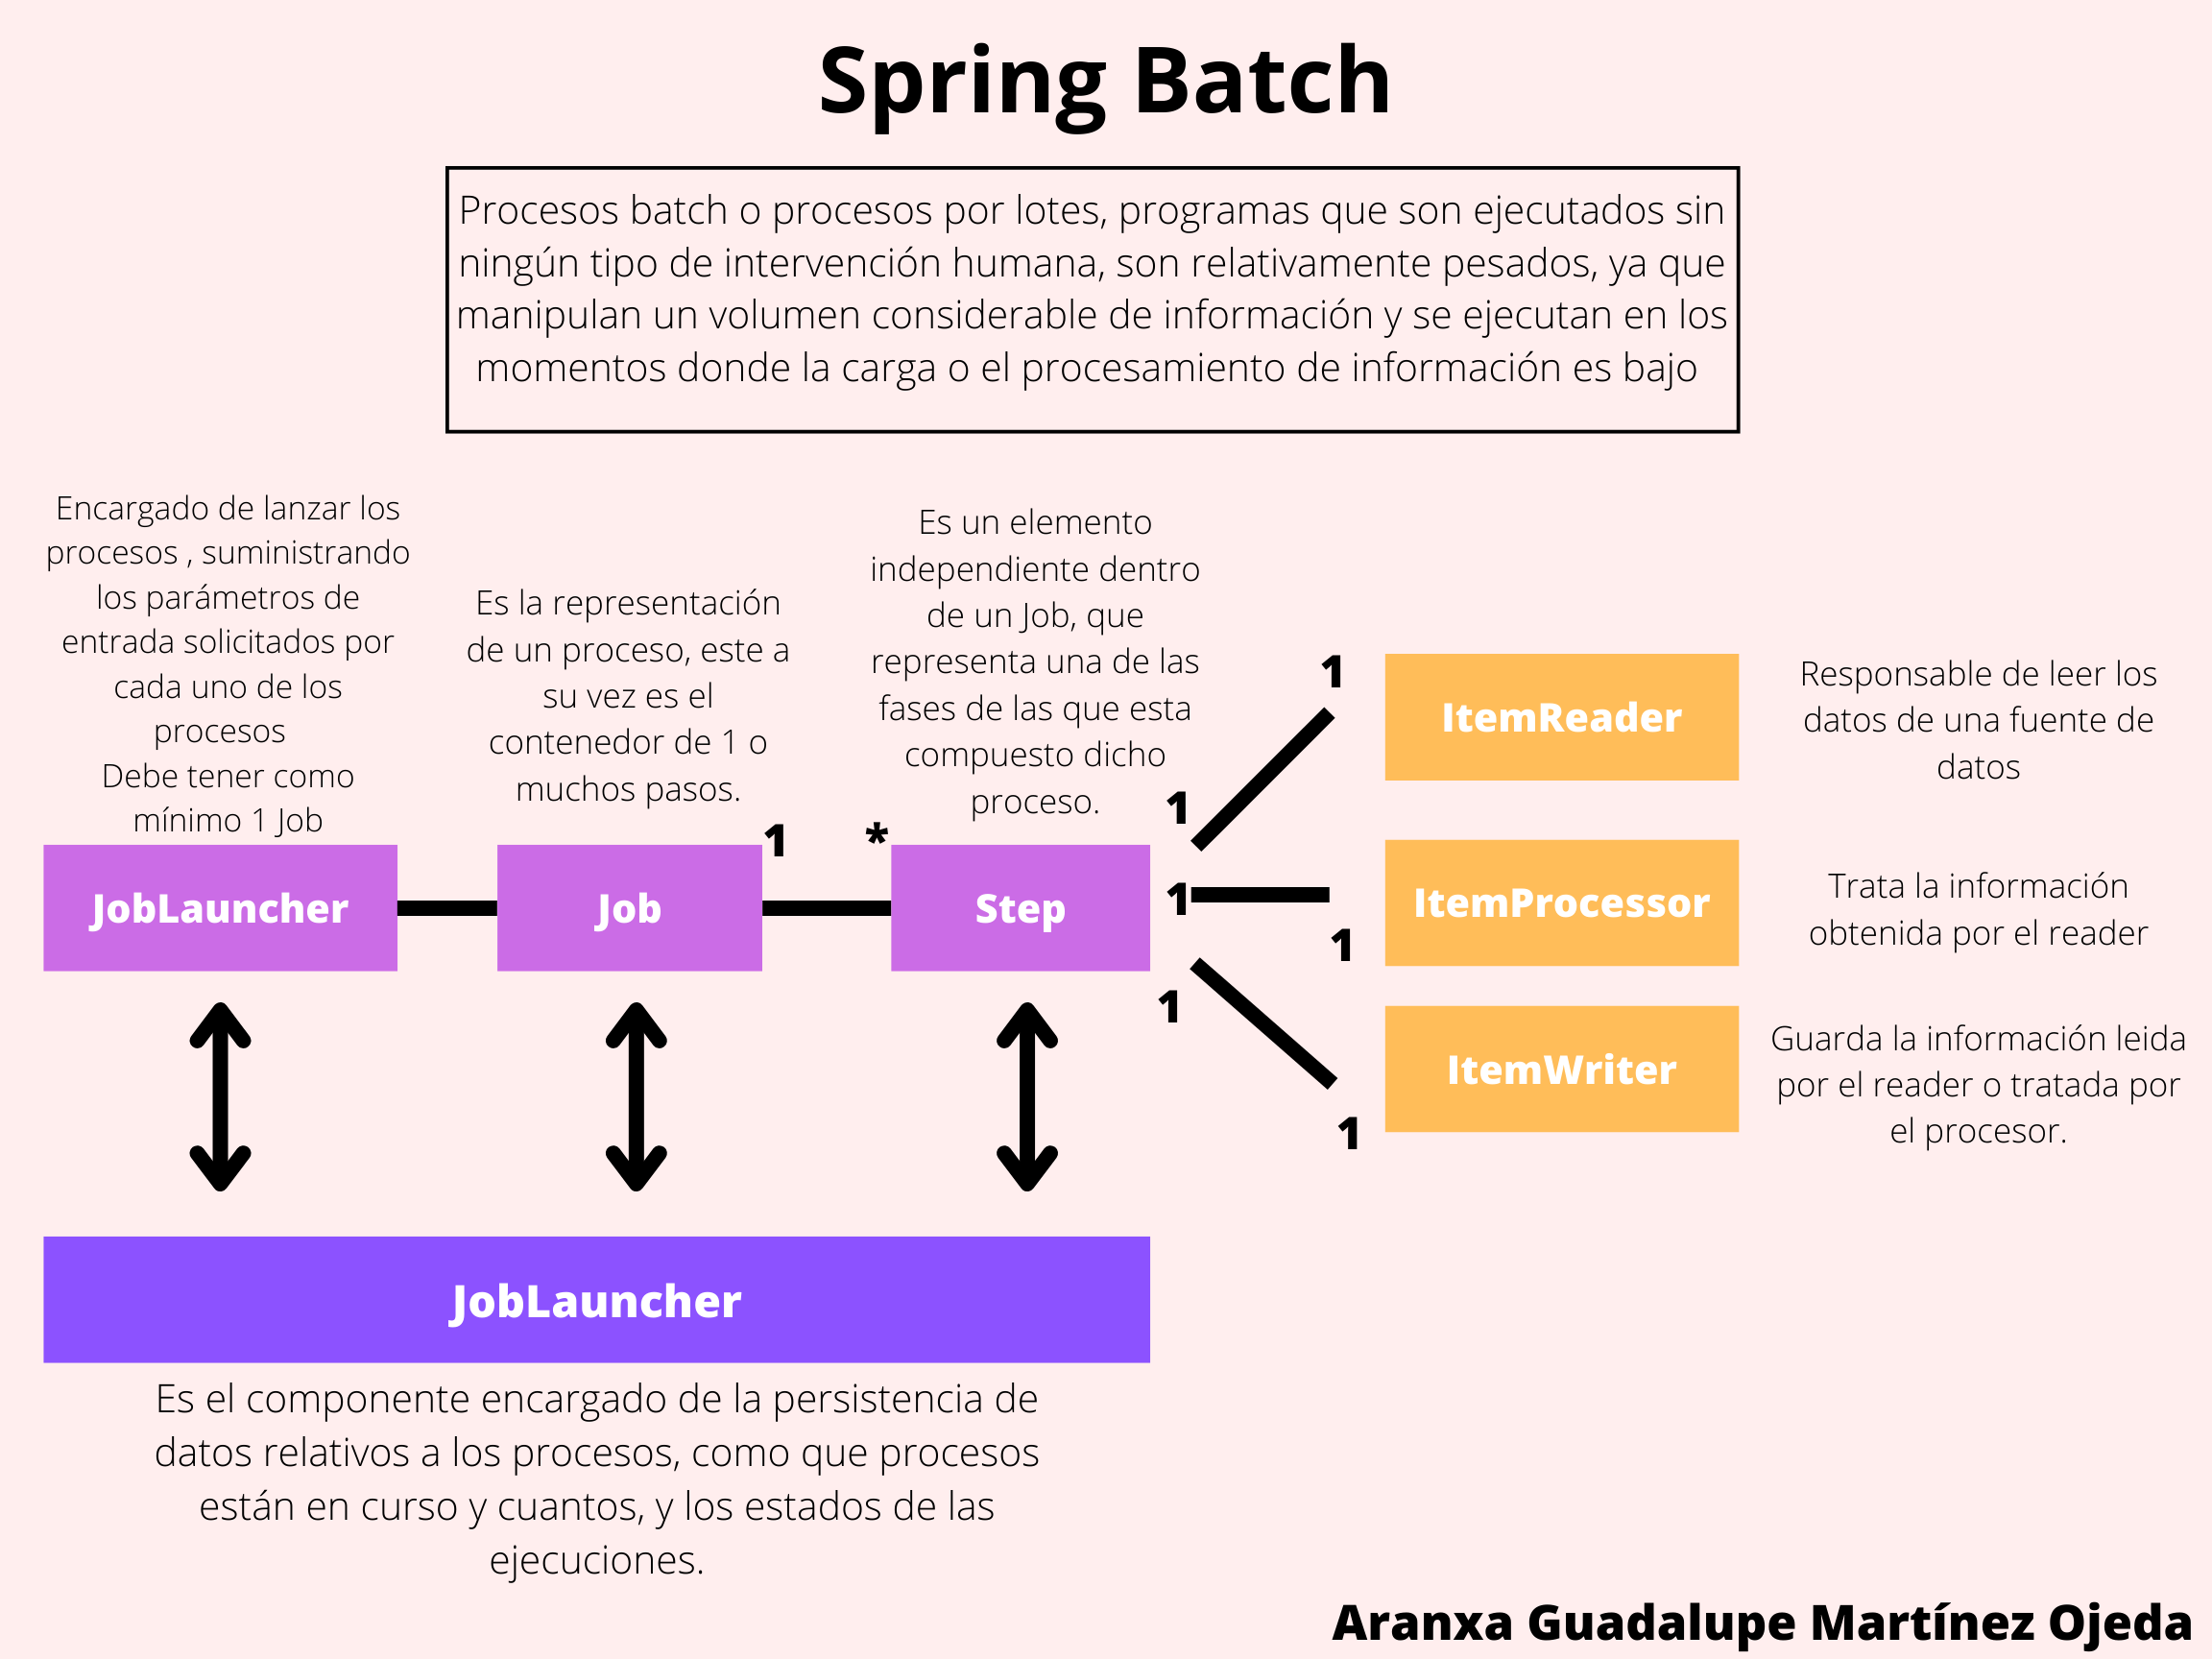 Spring Batch
Procesos batch o procesos por lotes, programas que son ejecutados sin
ningún tipo de intervención humana, son relativamente pesados, ya que
manipulan un volumen considerable de información y se ejecutan en los
momentos donde la carga o el procesamiento de información es bajo
Encargado de lanzar los
procesos , suministrando
los parámetros de
entrada solicitados por
cada uno de los
procesos
Debe tener como
mínimo 1 Job
JobLauncher
Es la representación
de un proceso, este a
su vez es el
contenedor de 1 o
muchos pasos.
Job
1
*
Es un elemento
independiente dentro
de un Job, que
representa una de las
fases de las que esta
compuesto dicho
proceso.
Step
1
1
ItemReader
Responsable de leer los
datos de una fuente de
datos
1
1
ItemProcessor
Trata la información
obtenida por el reader
1
1
ItemWriter
Guarda la información leida
por el reader o tratada por
el procesor.
JobLauncher
Es el componente encargado de la persistencia de
datos relativos a los procesos, como que procesos
están en curso y cuantos, y los estados de las
ejecuciones.
Aranxa Guadalupe Martínez Ojeda